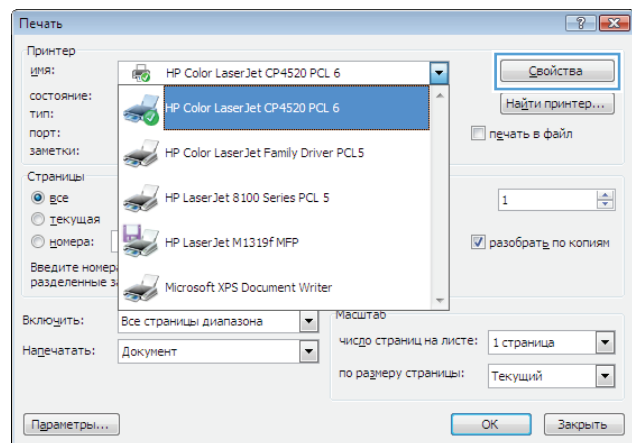 Печать
Принтер
имя:
HP Color LaserJet CP4520 PCL 6
Свойства
состояние:
HP Color LaserJet CP4520 PCL 6
Найти принтер...
тип:
порт:
HP Color LaserJet Family Driver PCL5
печать в файл
заметки:
Страницы
все
HP LaserJet 8100 Series PCL 5
1
текущая
номера:
HP LaserJet M1319f MFP
разобрать по копиям
Введите
разделенные
Microsoft XPS Document Writer
Включить:
Все страницы диапазона
Масштаб
Напечатать:
Документ
число страниц на листе:
1 страница
по размеру страницы:
Текущий
Параметры...
OK
Закрыть